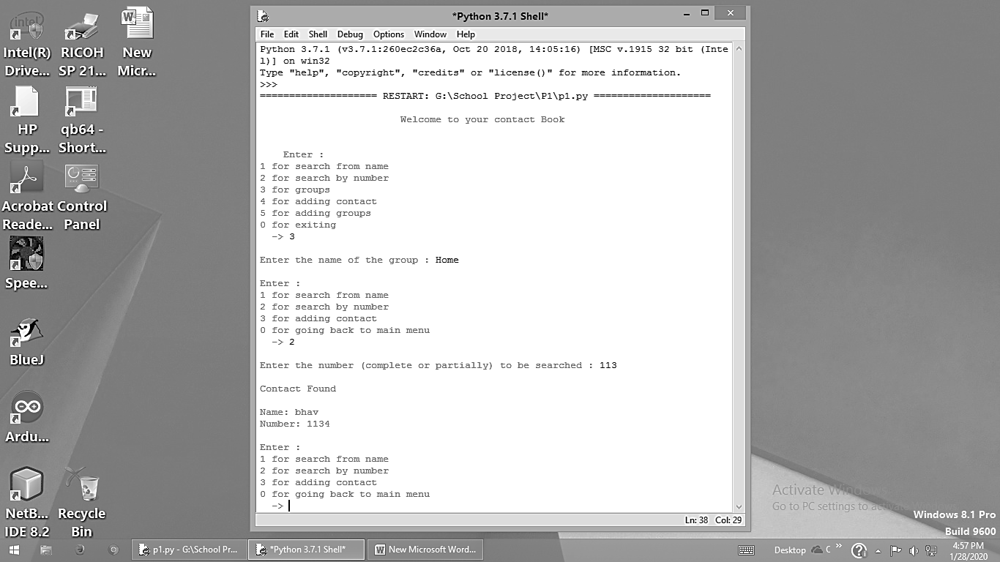 Intel(R) Drive...
RICOH SP 21...
New Micr...
HP Supp...
qb64 - Short...
Acrobat Reade...
Control Panel
Spee...
BlueJ
Ardu...
NetB... IDE 8.2
Recycle Bin
*Python 3.7.1 Shell*
File Edit Shell Debug Options Window Help
Python 3.7.1 (v3.7.1:260ec2c36a, Oct 20 2018, 14:05:16) [MSC v.1915 32 bit (Inte
l)] on win32
Type "help", "copyright", "credits" or "license()" for more information.
>>>
==================== RESTART: G:\School Project\P1\p1.py ====================
Welcome to your contact Book
Enter :
1 for search from name
2 for search by number
3 for groups
4 for adding contact
5 for adding groups
0 for exiting
-> 3
Enter the name of the group : Home
Enter :
1 for search from name
2 for search by number
3 for adding contact
0 for going back to main menu
-> 2
Enter the number (complete or partially) to be searched : 113
Contact Found
Name: bhav
Number: 1134
Enter :
1 for search from name
2 for search by number
3 for adding contact
0 for going back to main menu
->
Ln: 38 Col: 29
Activate Windows
Go to PC settings to activate
Windows 8.1 Pro
Build 9600
p1.py - G:\School Pr...
*Python 3.7.1 Shell*
New Microsoft Word...
Desktop
C
4:57 PM
1/28/2020